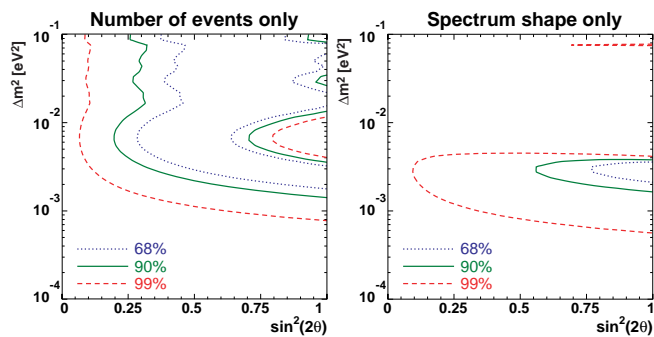 Number of events only
Spectrum shape only
Δm² [eV²]
10⁻¹
10⁻²
10⁻³
10⁻⁴
68%
90%
99%
0 0.25 0.5 0.75 1
sin²(2θ)
Δm² [eV²]
10⁻¹
10⁻²
10⁻³
10⁻⁴
68%
90%
99%
0 0.25 0.5 0.75 1
sin²(2θ)